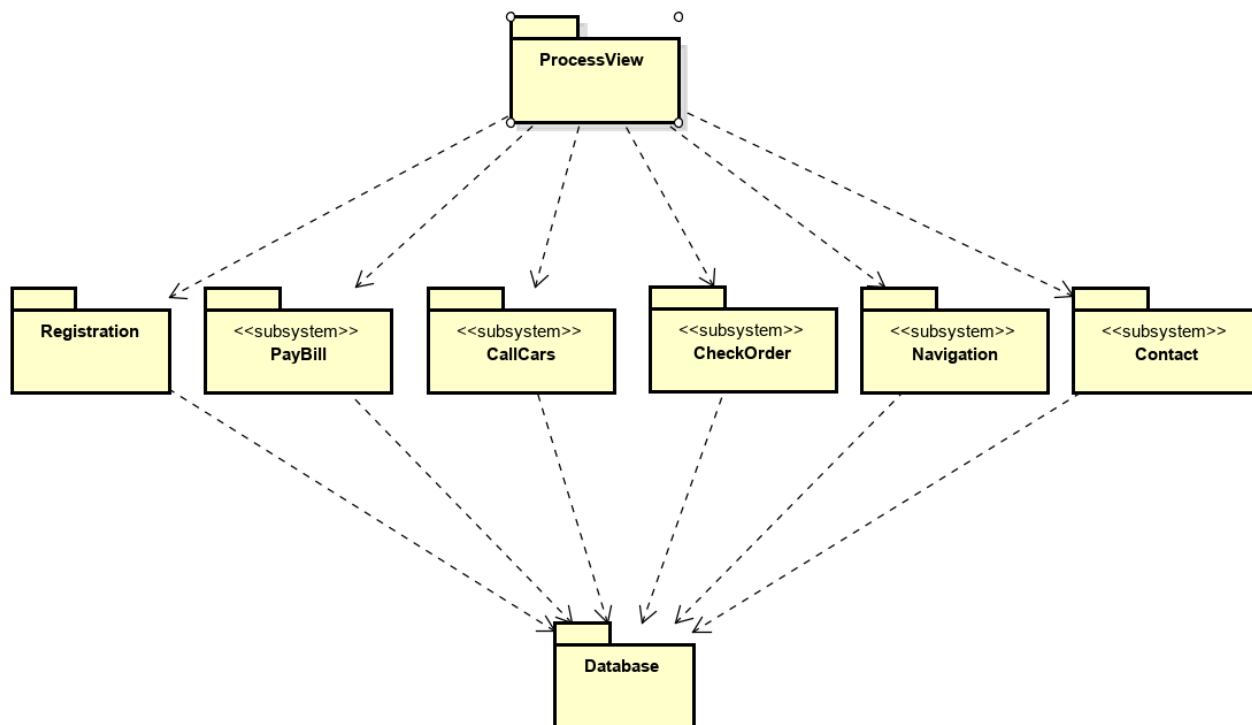 ProcessView
Registration
<<subsystem>>
PayBill
<<subsystem>>
CallCars
<<subsystem>>
CheckOrder
<<subsystem>>
Navigation
<<subsystem>>
Contact
Database